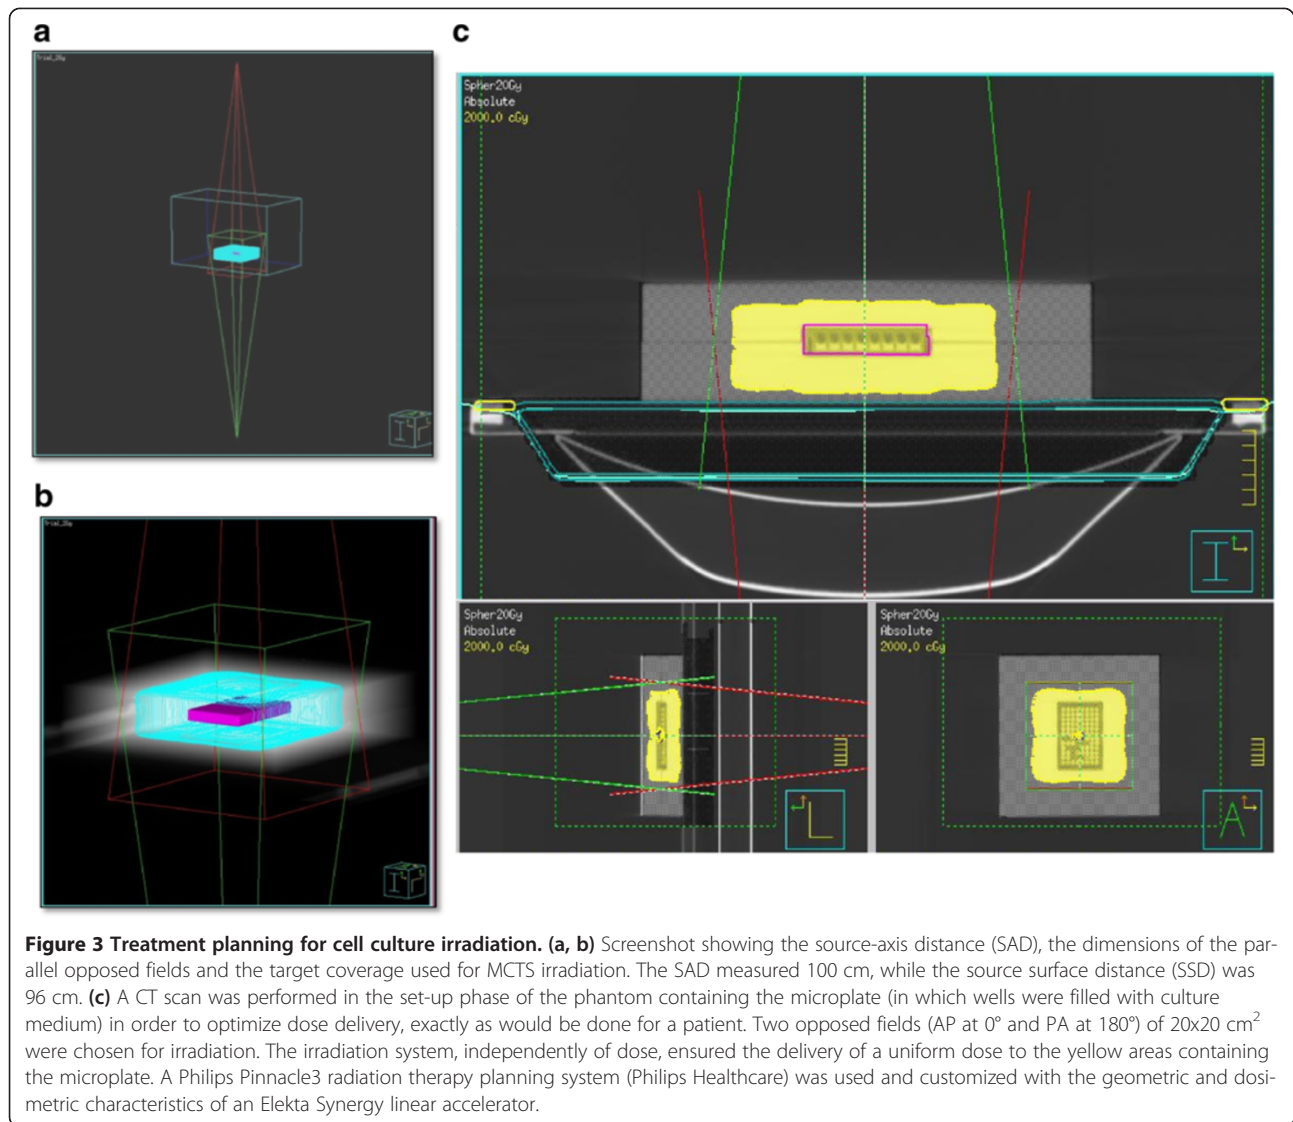 a
c
Trial_20y
Spher20Gy
Absolute
2000.0 cGy
b
I
Spher20Gy
Absolute
2000.0 cGy
L
Spher20Gy
Absolute
2000.0 cGy
A
Figure 3 Treatment planning for cell culture irradiation. (a, b) Screenshot showing the source-axis distance (SAD), the dimensions of the par-
allel opposed fields and the target coverage used for MCTS irradiation. The SAD measured 100 cm, while the source surface distance (SSD) was
96 cm. (c) A CT scan was performed in the set-up phase of the phantom containing the microplate (in which wells were filled with culture
medium) in order to optimize dose delivery, exactly as would be done for a patient. Two opposed fields (AP at 0° and PA at 180°) of 20x20 cm²
were chosen for irradiation. The irradiation system, independently of dose, ensured the delivery of a uniform dose to the yellow areas containing
the microplate. A Philips Pinnacle3 radiation therapy planning system (Philips Healthcare) was used and customized with the geometric and dosi-
metric characteristics of an Elekta Synergy linear accelerator.